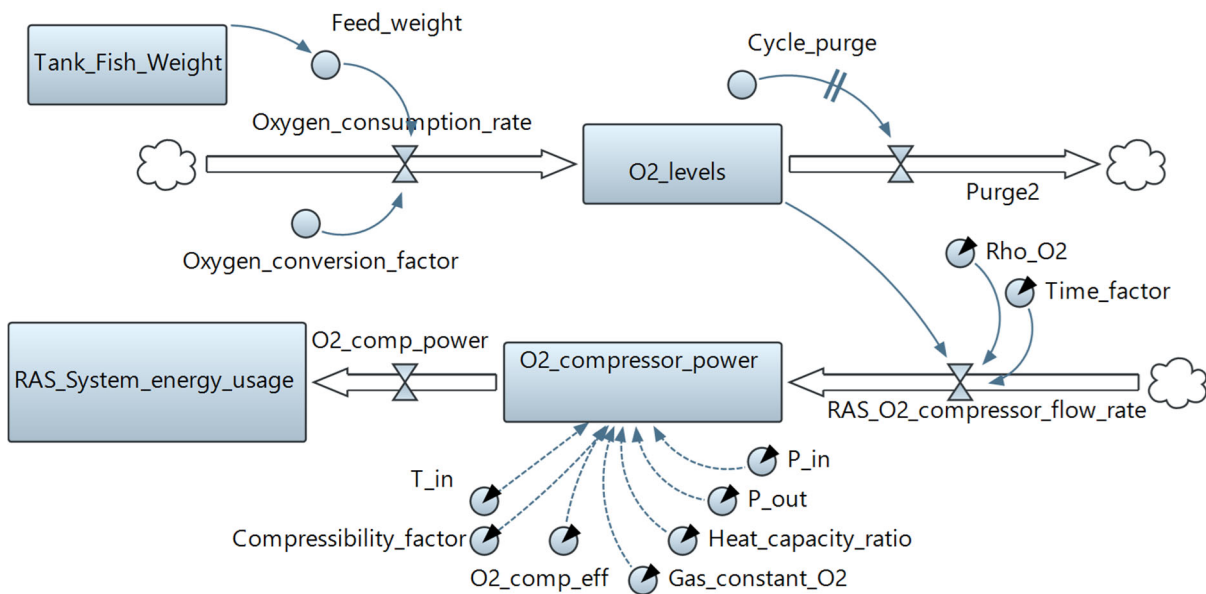 Feed_weight
Tank_Fish_Weight
Cycle_purge
Oxygen_consumption_rate
O2_levels
Purge2
Oxygen_conversion_factor
Rho_O2
Time_factor
O2_comp_power
O2_compressor_power
RAS_System_energy_usage
RAS_O2_compressor_flow_rate
P_in
T_in
P_out
Compressibility_factor
Heat_capacity_ratio
O2_comp_eff
Gas_constant_O2